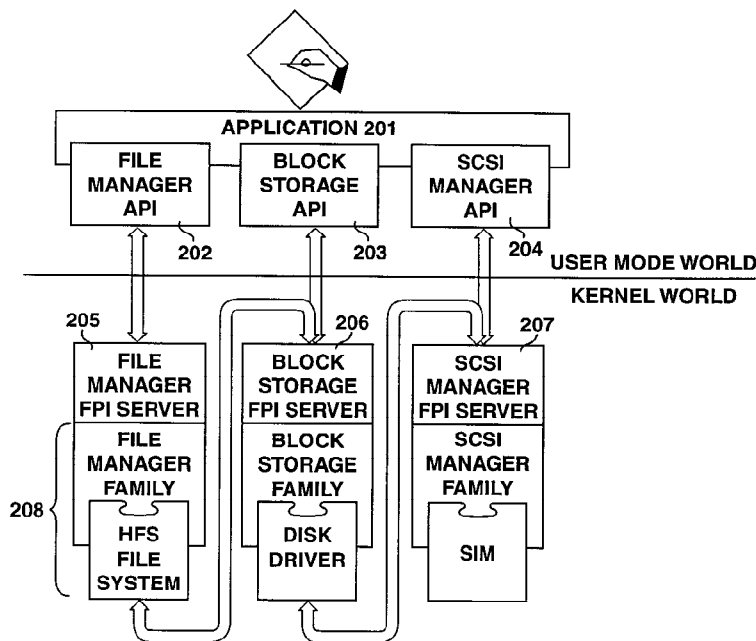 APPLICATION 201
FILE
MANAGER
API
BLOCK
STORAGE
API
SCSI
MANAGER
API
202
203
204
USER MODE WORLD
KERNEL WORLD
205
206
207
FILE
MANAGER
FPI SERVER
BLOCK
STORAGE
FPI SERVER
SCSI
MANAGER
FPI SERVER
FILE
MANAGER
FAMILY
BLOCK
STORAGE
FAMILY
SCSI
MANAGER
FAMILY
208
HFS
FILE
SYSTEM
DISK
DRIVER
SIM